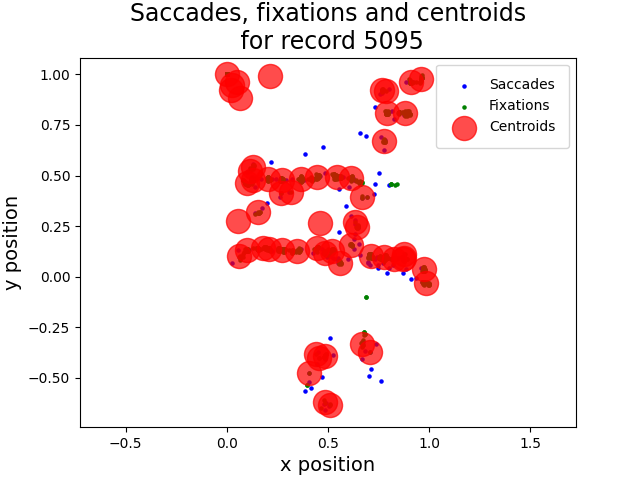 Saccades, fixations and centroids
for record 5095
Saccades
Fixations
Centroids
1.00
0.75
0.50
0.25
0.00
−0.25
−0.50
y position
−0.5
0.0
0.5
1.0
1.5
x position